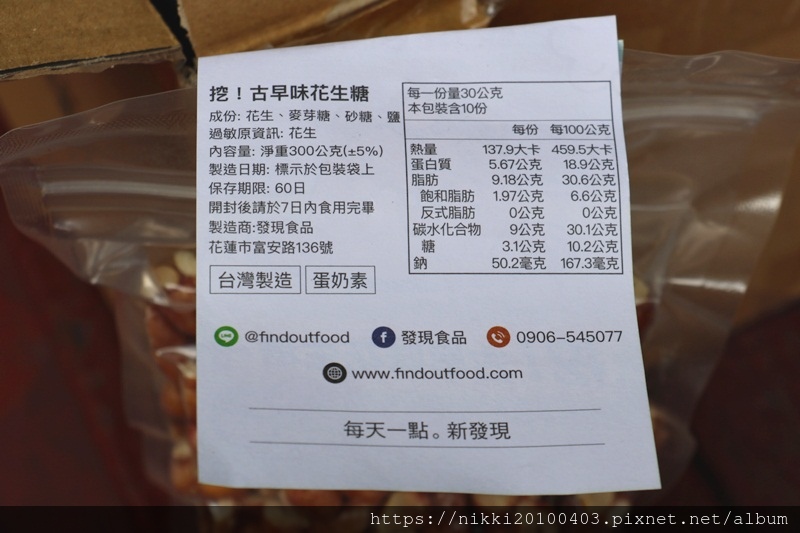 挖！古早味花生糖
成份: 花生、麥芽糖、砂糖、鹽
過敏原資訊: 花生
內容量: 淨重300公克(±5%)
製造日期: 標示於包裝袋上
保存期限: 60日
開封後請於7日內食用完畢
製造商:發現食品
花蓮市富安路136號
台灣製造 蛋奶素
每一份量30公克
本包裝含10份
每份 每100公克
熱量 137.9大卡 459.5大卡
蛋白質 5.67公克 18.9公克
脂肪 9.18公克 30.6公克
飽和脂肪 1.97公克 6.6公克
反式脂肪 0公克 0公克
碳水化合物 9公克 30.1公克
糖 3.1公克 10.2公克
鈉 50.2毫克 167.3毫克
LINE @findoutfood f 發現食品 0906-545077
www.findoutfood.com
每天一點。新發現
https://nikki20100403.pixnet.net/album